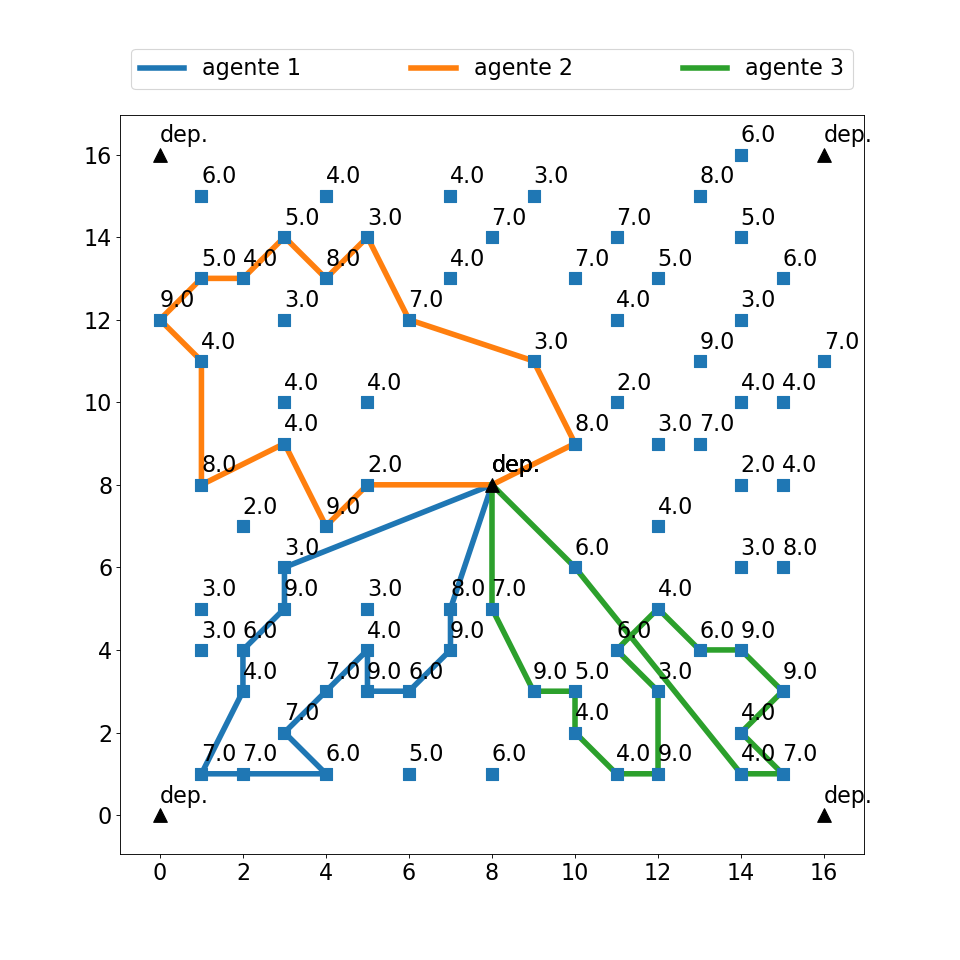 agente 1 agente 2 agente 3
6.0
dep. dep.
16
6.0 4.0 4.0 3.0 8.0
5.0 3.0 7.0 7.0 5.0
14
5.0 4.0 8.0 4.0 7.0 5.0 6.0
9.0 3.0 7.0 4.0 3.0
12
4.0 3.0 9.0 7.0
4.0 4.0 2.0 4.0 4.0
10
4.0 8.0 3.0 7.0
8.0 2.0 dep. 2.0 4.0
8
2.0 9.0 4.0
3.0 6.0 3.0 8.0
6
3.0 9.0 3.0 8.0 7.0 4.0
3.0 6.0 4.0 9.0 6.0 6.0 9.0
4
4.0 7.0 9.0 6.0 9.0 5.0 3.0 9.0
7.0 4.0 4.0
2
7.0 7.0 6.0 5.0 6.0 4.0 9.0 4.0 7.0
dep. dep.
0
0 2 4 6 8 10 12 14 16